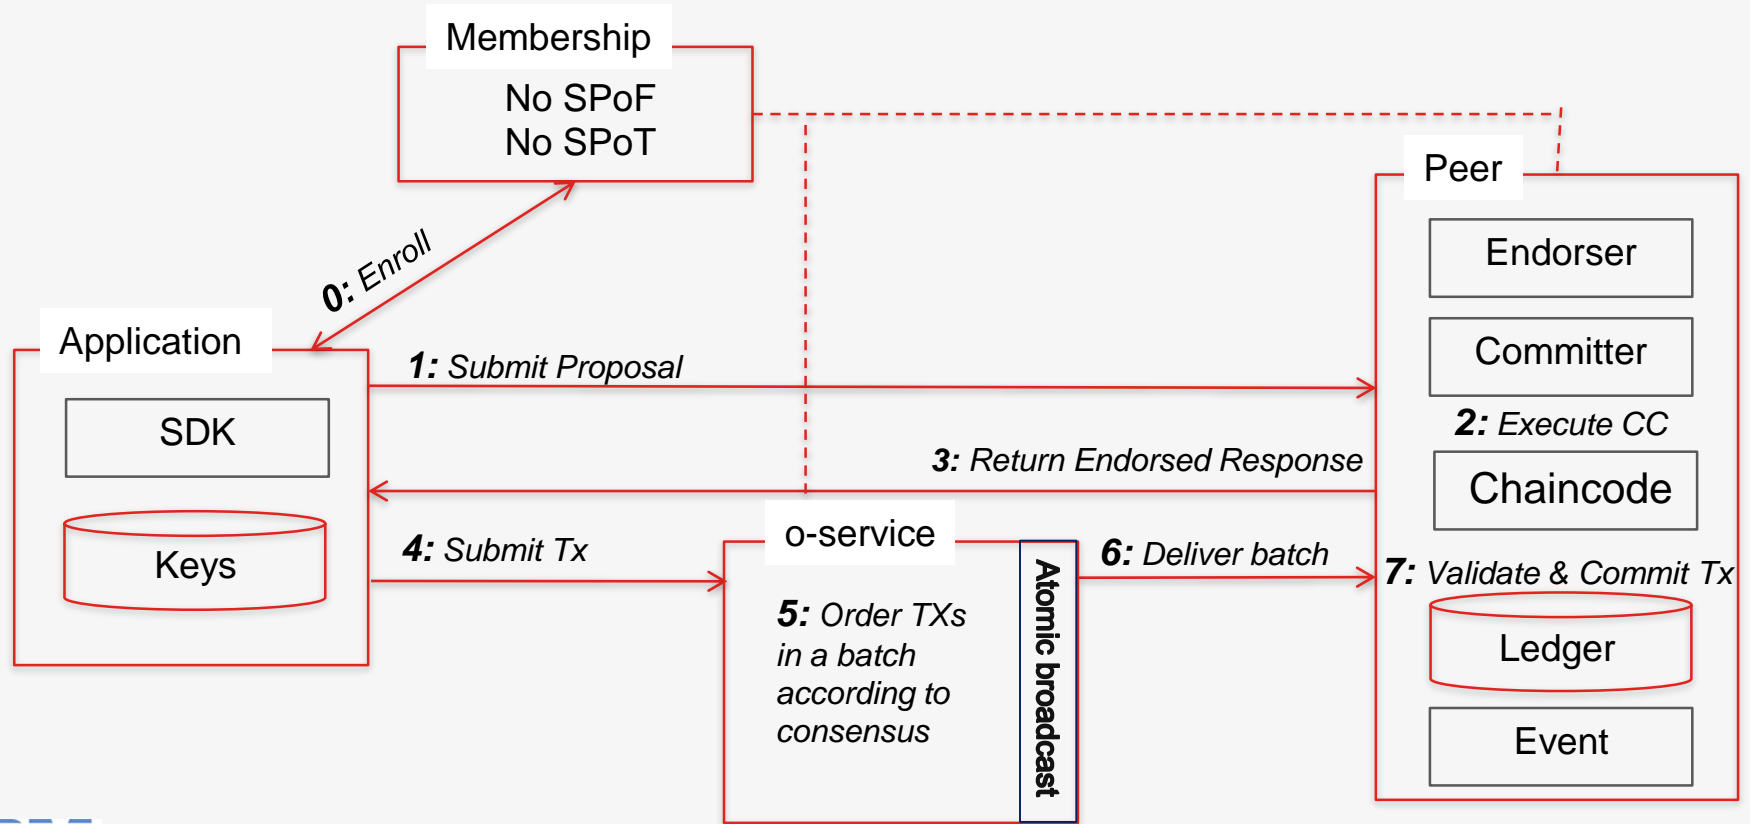 Membership
No SPoF
No SPoT
0: Enroll
Application
SDK
Keys
1: Submit Proposal
3: Return Endorsed Response
4: Submit Tx
o-service
5: Order TXs
in a batch
according to
consensus
Atomic broadcast
6: Deliver batch
Peer
Endorser
Committer
2: Execute CC
Chaincode
7: Validate & Commit Tx
Ledger
Event